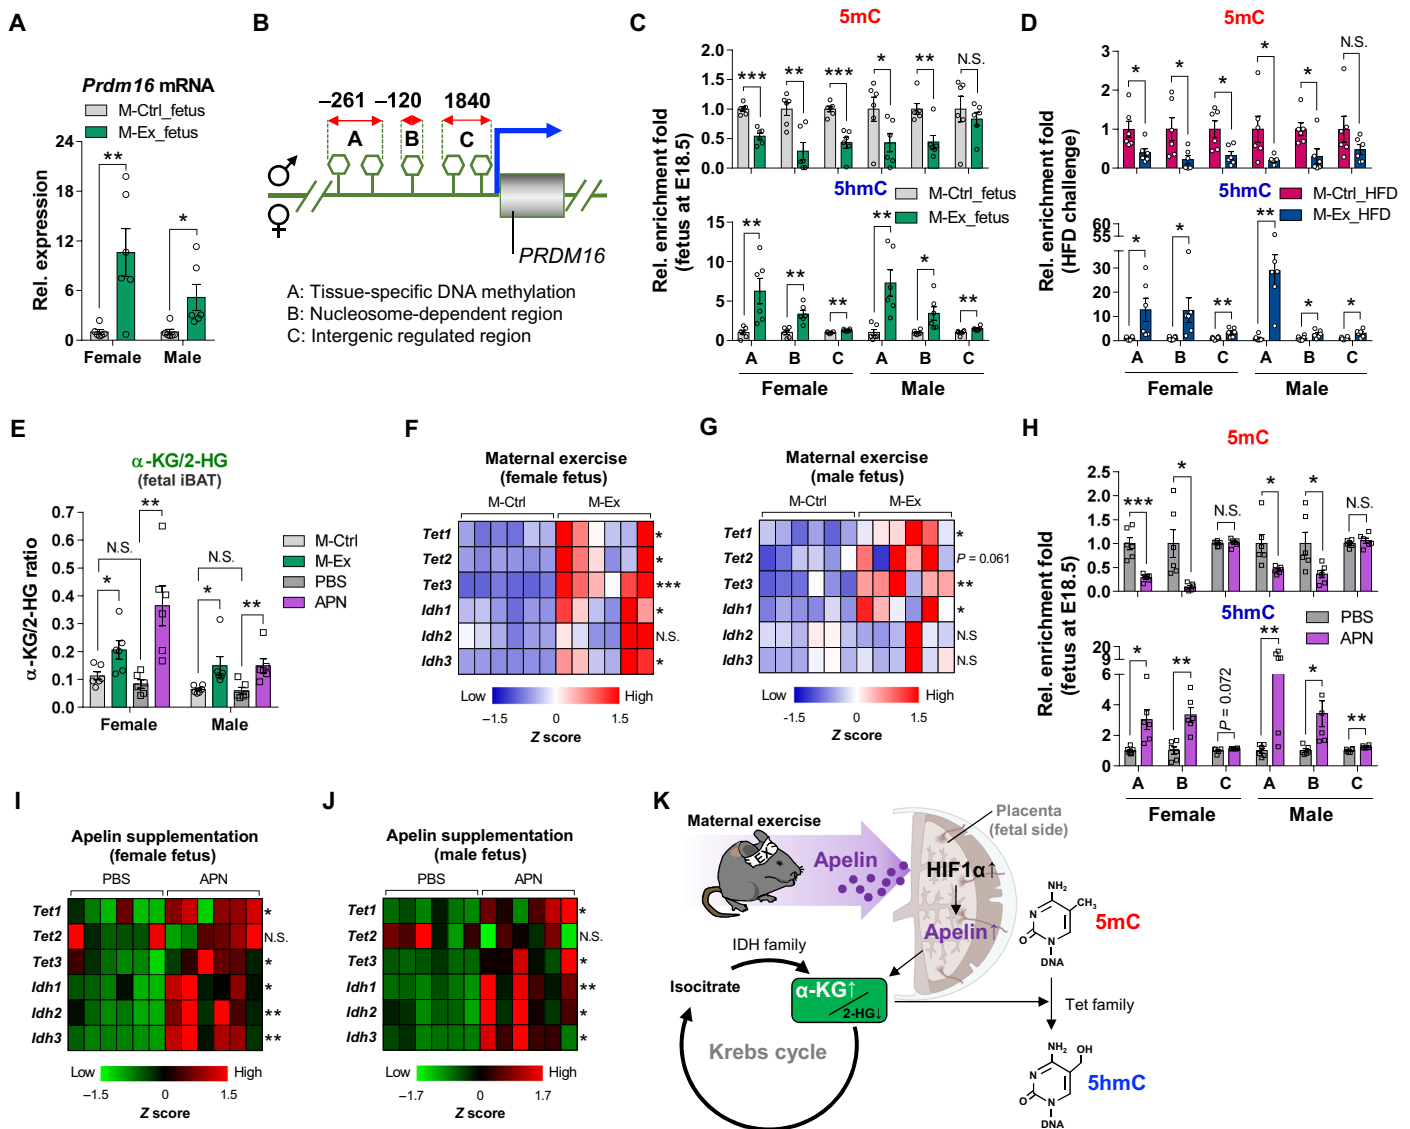 A
Prdm16 mRNA
M-Ctrl_fetus
M-Ex_fetus
Rel. expression
24
18
12
6
0
**
*
Female
Male
B
–261
–120
1840
A
B
C
♂
♀
PRDM16
A: Tissue-specific DNA methylation
B: Nucleosome-dependent region
C: Intergenic regulated region
C
5mC
Rel. enrichment fold
(fetus at E18.5)
2.0
1.5
1.0
0.5
0.0
***
**
***
*
**
N.S.
5hmC
M-Ctrl_fetus
M-Ex_fetus
15
10
5
0
**
**
**
**
*
**
A
B
C
A
B
C
Female
Male
D
5mC
Rel. enrichment fold
(HFD challenge)
3
2
1
0
*
*
*
*
*
N.S.
5hmC
M-Ctrl_HFD
M-Ex_HFD
60
55
30
20
10
0
*
*
**
**
*
*
A
B
C
A
B
C
Female
Male
E
α-KG/2-HG
(fetal iBAT)
α-KG/2-HG ratio
0.7
0.6
0.5
0.4
0.3
0.2
0.1
0.0
N.S.
*
**
N.S.
*
**
M-Ctrl
M-Ex
PBS
APN
Female
Male
F
Maternal exercise
(female fetus)
M-Ctrl
M-Ex
Tet1
*
Tet2
*
Tet3
***
Idh1
*
Idh2
N.S.
Idh3
*
Low
High
–1.5
0
1.5
Z score
G
Maternal exercise
(male fetus)
M-Ctrl
M-Ex
Tet1
*
Tet2
P = 0.061
Tet3
**
Idh1
*
Idh2
N.S
Idh3
N.S
Low
High
–1.5
0
1.5
Z score
H
5mC
Rel. enrichment fold
(fetus at E18.5)
2.5
2.0
1.5
1.0
0.5
0.0
***
*
N.S.
*
*
N.S.
5hmC
PBS
APN
20
9
6
4
2
0
*
**
P = 0.072
**
*
**
A
B
C
A
B
C
Female
Male
I
Apelin supplementation
(female fetus)
PBS
APN
Tet1
*
Tet2
N.S.
Tet3
*
Idh1
*
Idh2
**
Idh3
**
Low
High
–1.5
0
1.5
Z score
J
Apelin supplementation
(male fetus)
PBS
APN
Tet1
*
Tet2
N.S.
Tet3
*
Idh1
**
Idh2
*
Idh3
*
Low
High
–1.7
0
1.7
Z score
K
Maternal exercise
EX
Apelin
Placenta
(fetal side)
HIF1α↑
Apelin↑
IDH family
Isocitrate
α-KG↑
2-HG↓
Krebs cycle
NH₂
CH₃
N
O
N
DNA
5mC
Tet family
NH₂
OH
N
O
N
DNA
5hmC